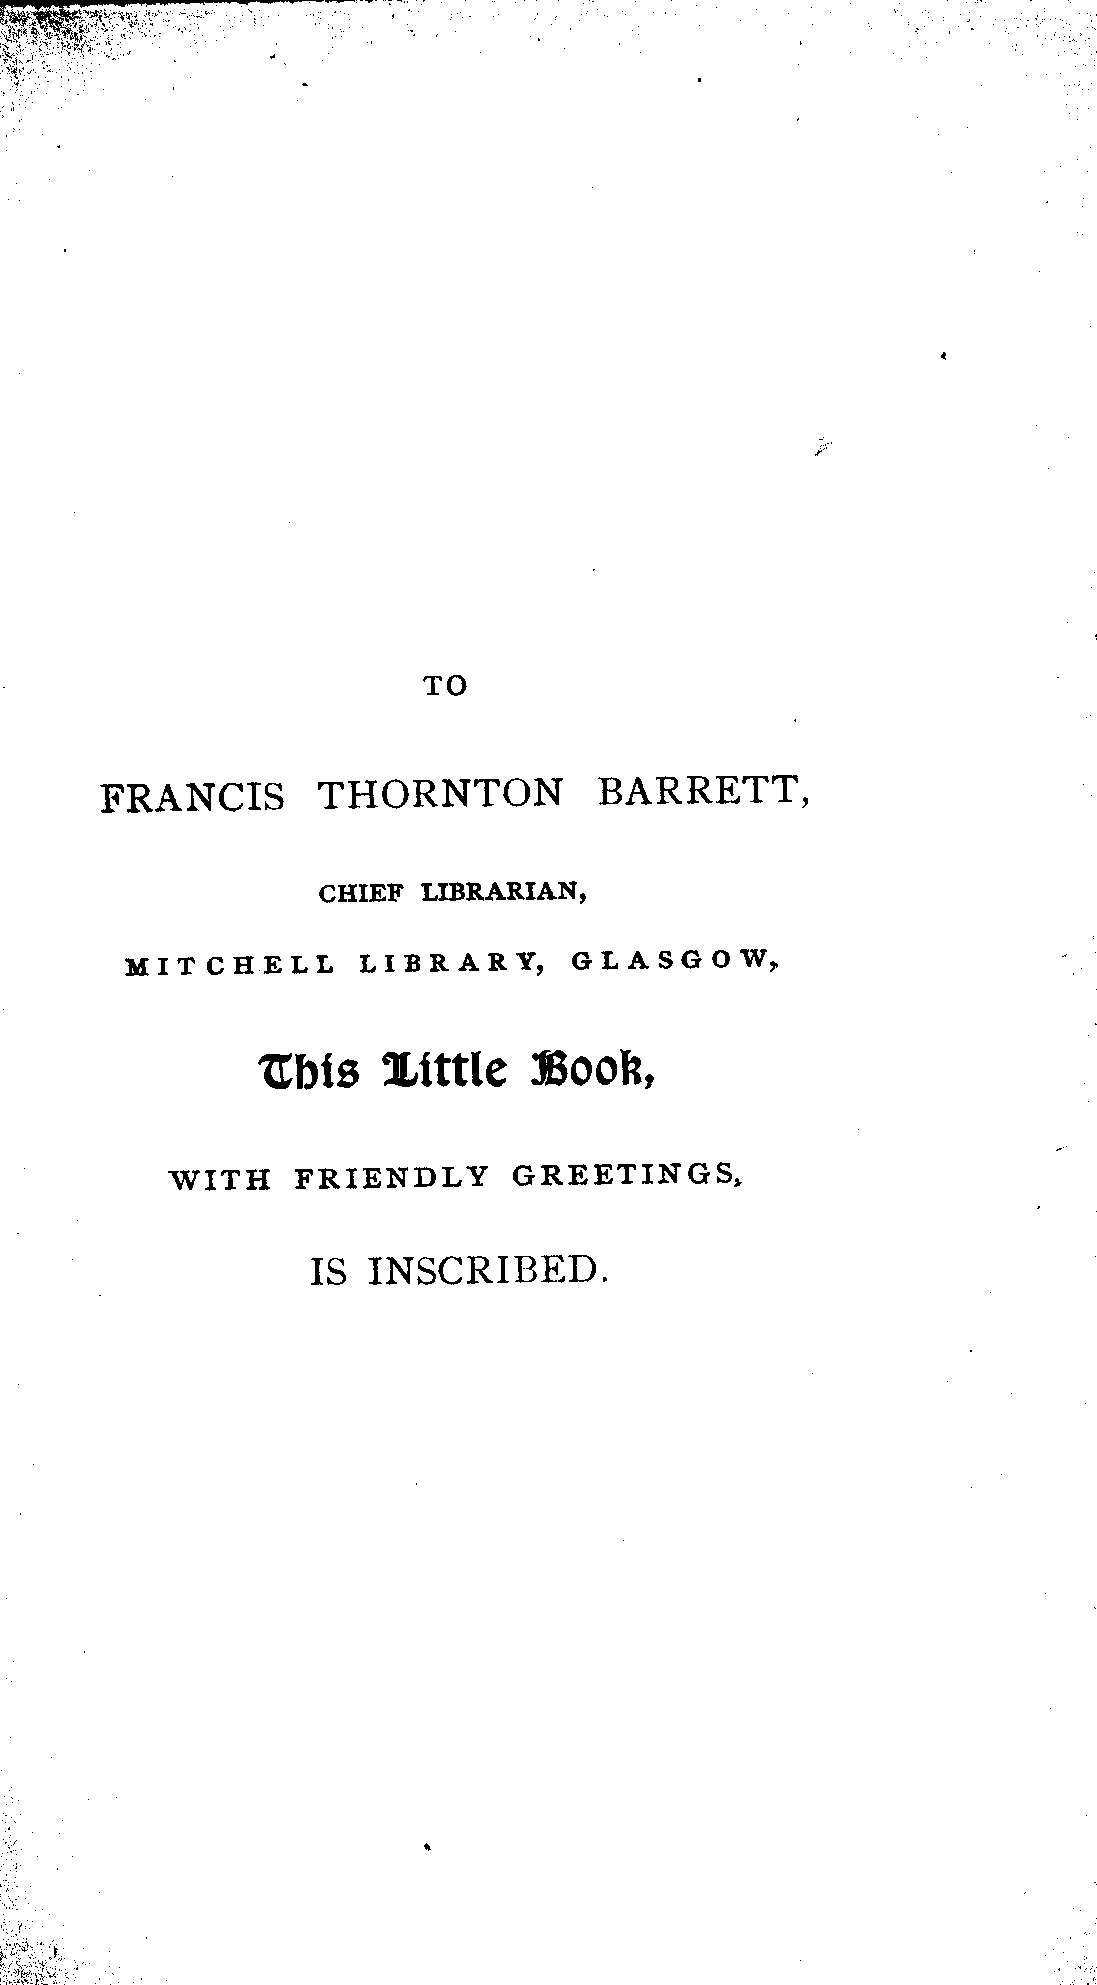 TO
FRANCIS THORNTON BARRETT,
CHIEF LIBRARIAN,
MITCHELL LIBRARY, GLASGOW,
This Little Book,
WITH FRIENDLY GREETINGS,
IS INSCRIBED.